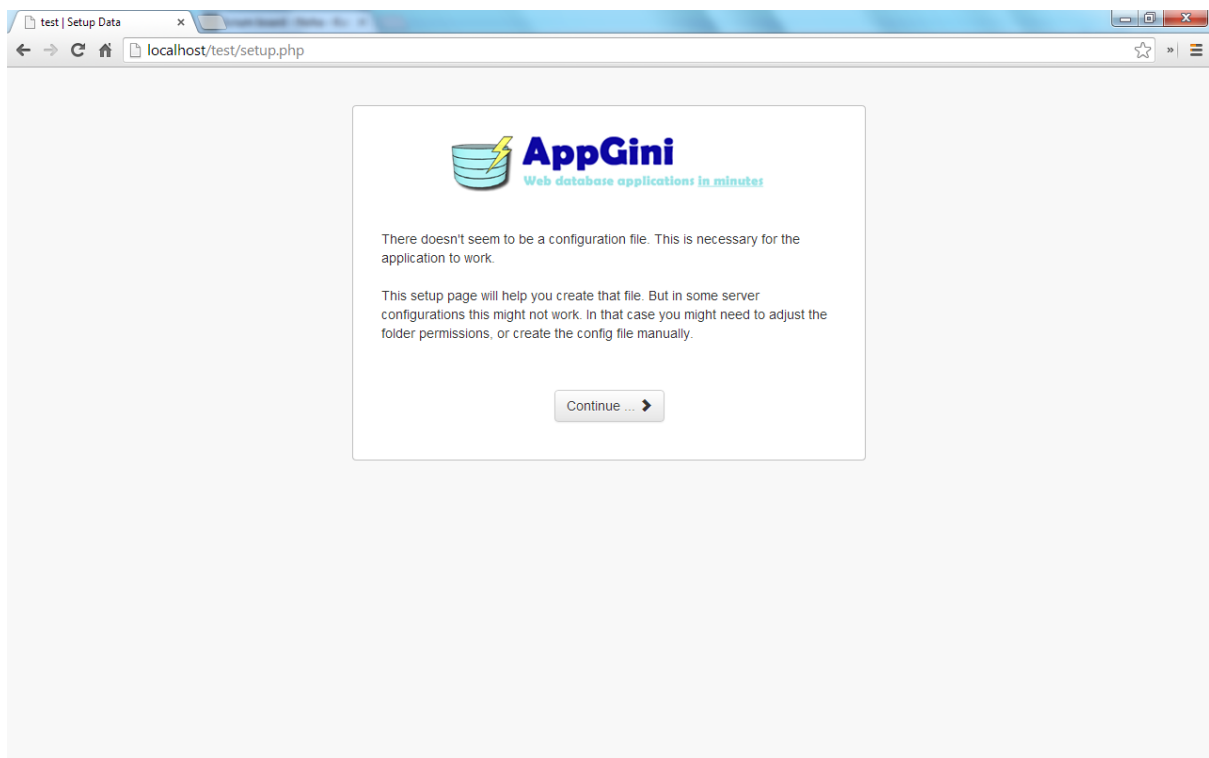 test | Setup Data
localhost/test/setup.php
AppGini
Web database applications in minutes
There doesn't seem to be a configuration file. This is necessary for the
application to work.
This setup page will help you create that file. But in some server
configurations this might not work. In that case you might need to adjust the
folder permissions, or create the config file manually.
Continue ...